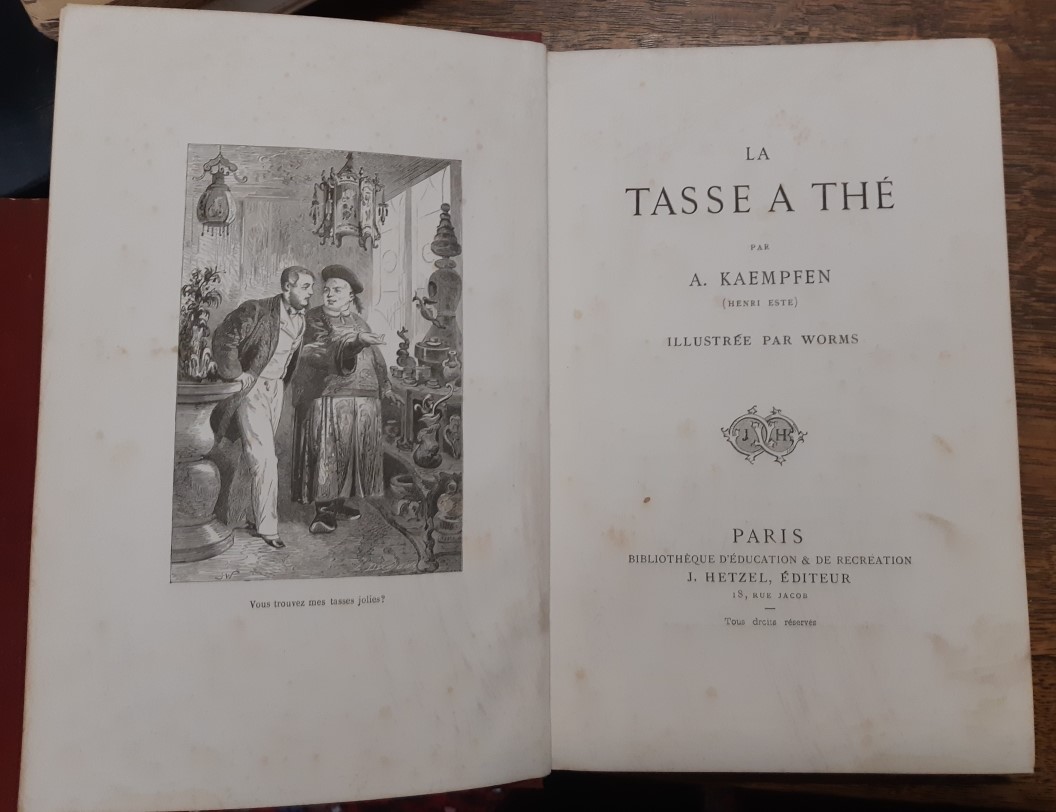 Vous trouvez mes tasses jolies?
LA
TASSE A THÉ
PAR
A. KAEMPFEN
(HENRI ESTE)
ILLUSTRÉE PAR WORMS
J H
PARIS
BIBLIOTHÈQUE D'ÉDUCATION & DE RECRÉATION
J. HETZEL, ÉDITEUR
18, RUE JACOB
Tous droits réservés